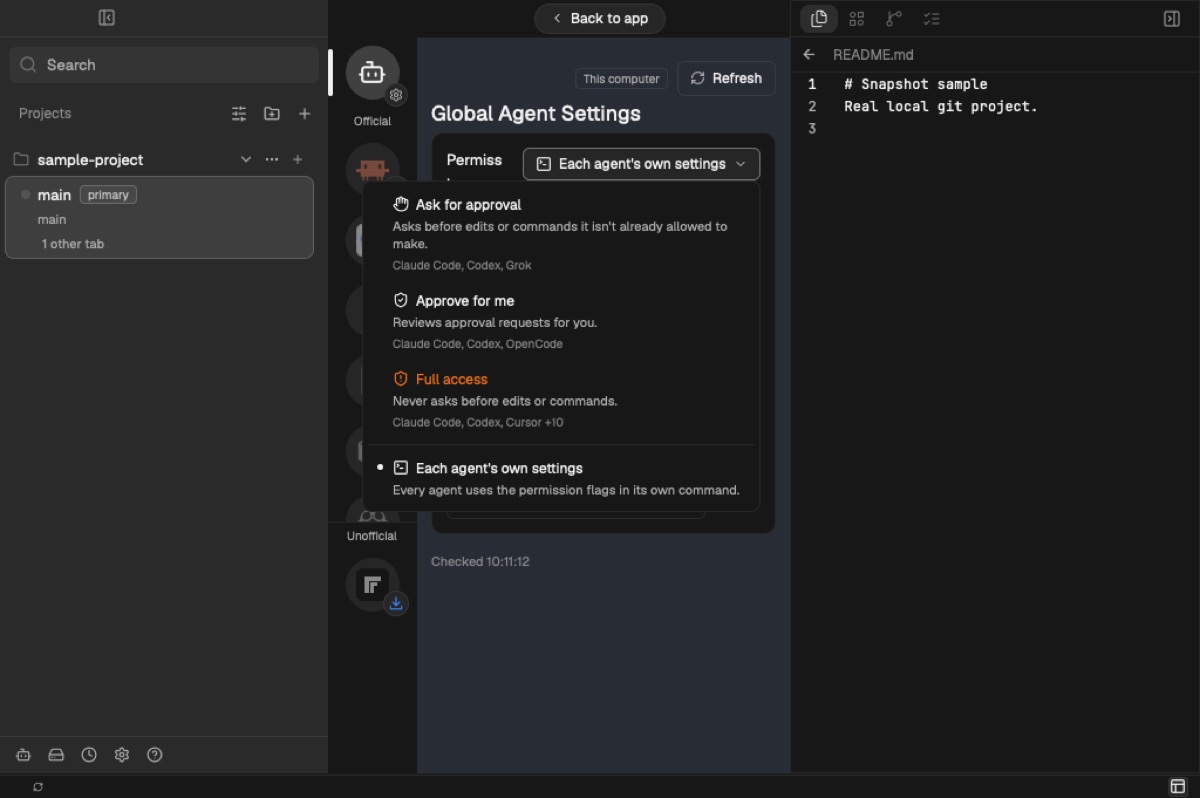 Back to app
Search
Projects
sample-project
main primary
main
1 other tab
Official
Unofficial
This computer
Refresh
Global Agent Settings
Permiss
Each agent's own settings
Ask for approval
Asks before edits or commands it isn't already allowed to
make.
Claude Code, Codex, Grok
Approve for me
Reviews approval requests for you.
Claude Code, Codex, OpenCode
Full access
Never asks before edits or commands.
Claude Code, Codex, Cursor +10
Each agent's own settings
Every agent uses the permission flags in its own command.
Checked 10:11:12
README.md
1 # Snapshot sample
2 Real local git project.
3